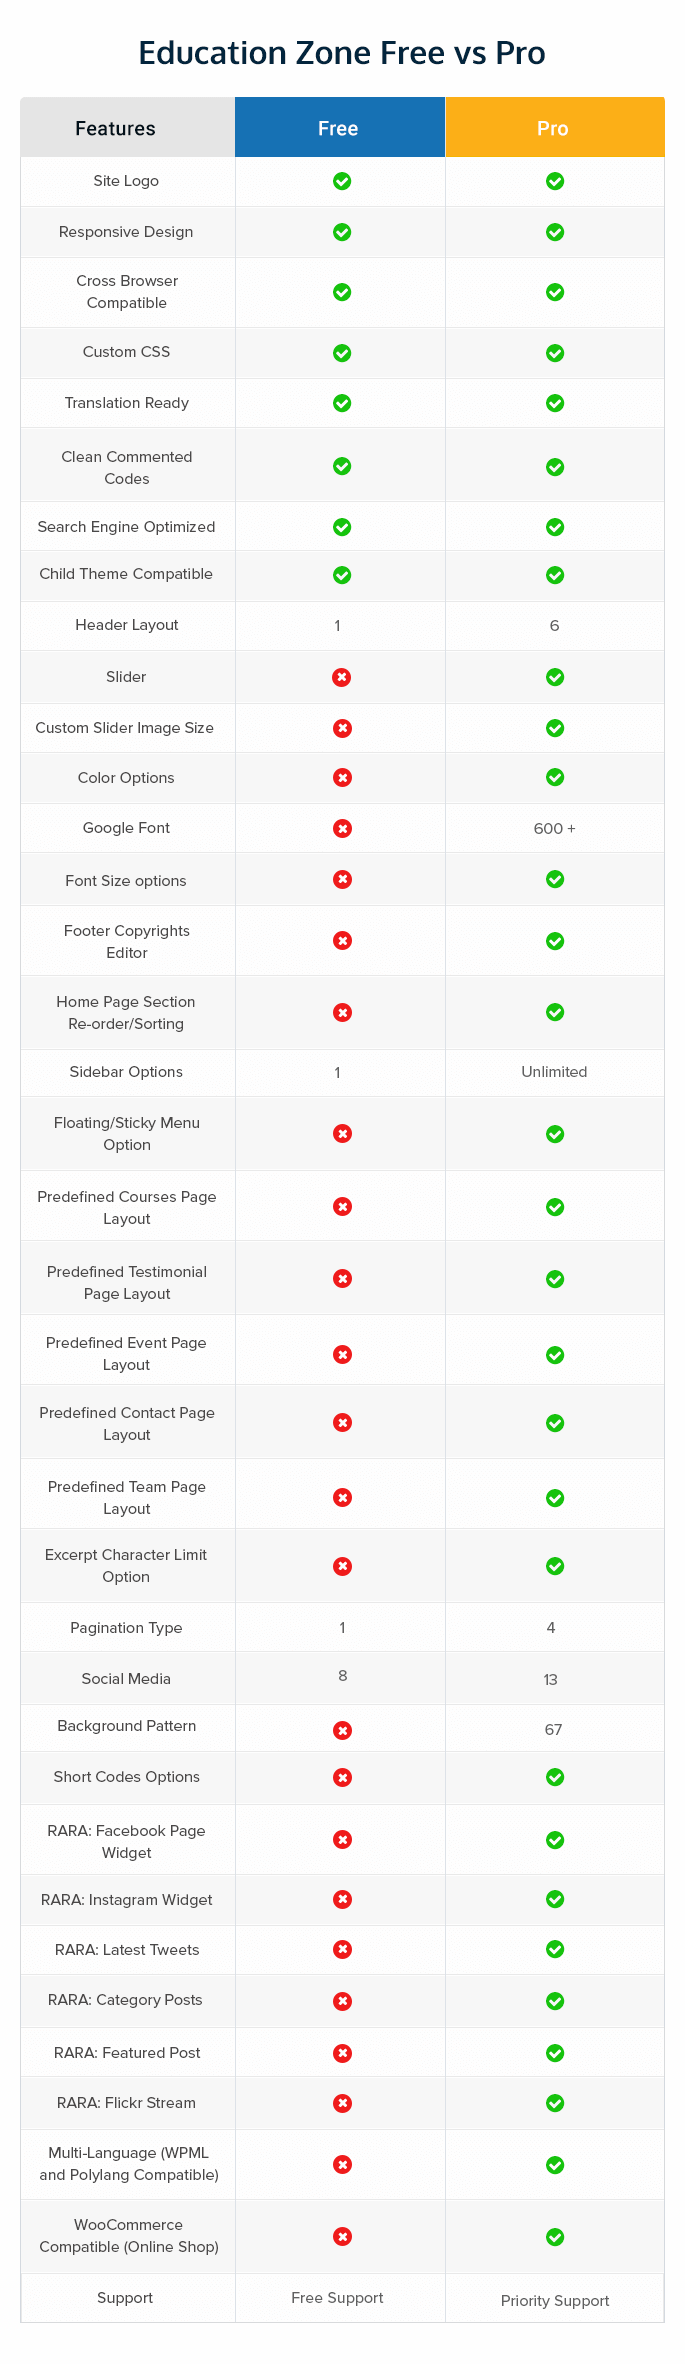 Education Zone Free vs Pro
Features Free Pro
Site Logo
Responsive Design
Cross Browser
Compatible
Custom CSS
Translation Ready
Clean Commented
Codes
Search Engine Optimized
Child Theme Compatible
Header Layout 1 6
Slider
Custom Slider Image Size
Color Options
Google Font 600 +
Font Size options
Footer Copyrights
Editor
Home Page Section
Re-order/Sorting
Sidebar Options 1 Unlimited
Floating/Sticky Menu
Option
Predefined Courses Page
Layout
Predefined Testimonial
Page Layout
Predefined Event Page
Layout
Predefined Contact Page
Layout
Predefined Team Page
Layout
Excerpt Character Limit
Option
Pagination Type 1 4
Social Media 8 13
Background Pattern 67
Short Codes Options
RARA: Facebook Page
Widget
RARA: Instagram Widget
RARA: Latest Tweets
RARA: Category Posts
RARA: Featured Post
RARA: Flickr Stream
Multi-Language (WPML
and Polylang Compatible)
WooCommerce
Compatible (Online Shop)
Support Free Support Priority Support